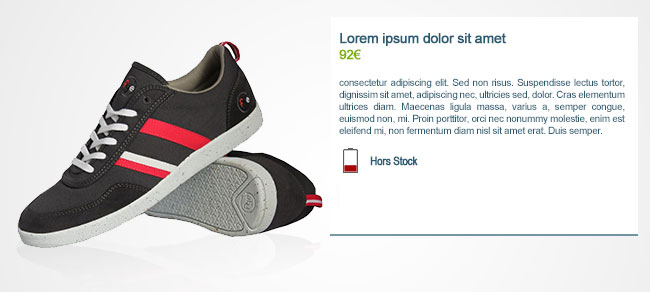 Lorem ipsum dolor sit amet
92€
consectetur adipiscing elit. Sed non risus. Suspendisse lectus tortor,
dignissim sit amet, adipiscing nec, ultricies sed, dolor. Cras elementum
ultrices diam. Maecenas ligula massa, varius a, semper congue,
euismod non, mi. Proin porttitor, orci nec nonummy molestie, enim est
eleifend mi, non fermentum diam nisl sit amet erat. Duis semper.
Hors Stock